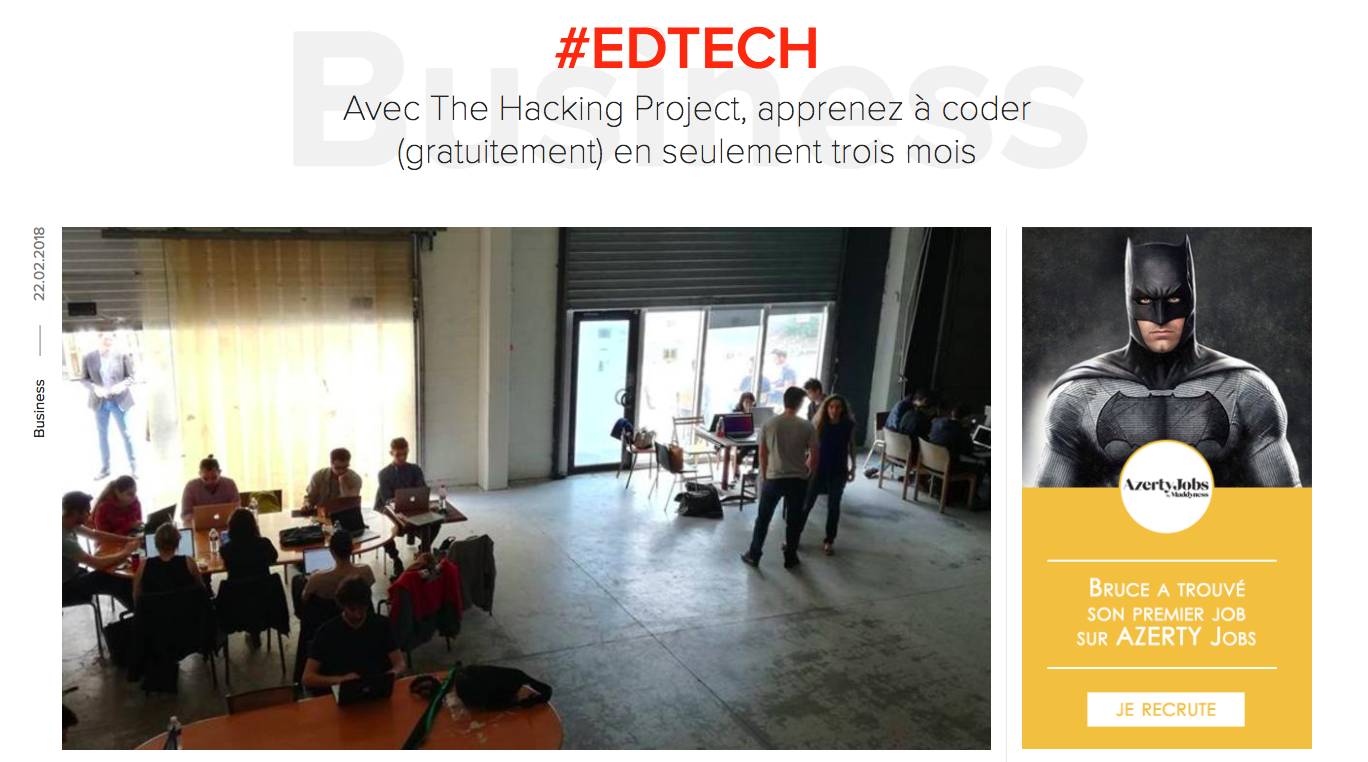 Business
#EDTECH
Avec The Hacking Project, apprenez à coder
(gratuitement) en seulement trois mois
22.02.2018
Business
AzertyJobs
by Maddyness
BRUCE A TROUVÉ
SON PREMIER JOB
SUR AZERTY JOBS
JE RECRUTE